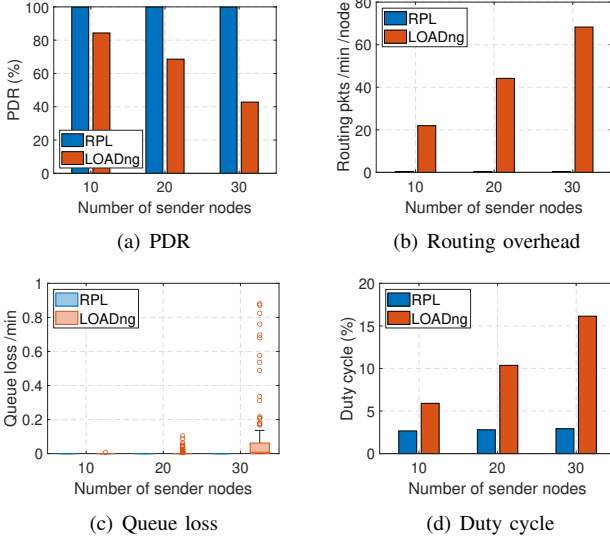 100
80
60
40
20
0
PDR (%)
RPL
LOADng
10 20 30
Number of sender nodes
(a) PDR
80
60
40
20
0
Routing pkts /min /node
RPL
LOADng
10 20 30
Number of sender nodes
(b) Routing overhead
1
0.8
0.6
0.4
0.2
0
Queue loss /min
RPL
LOADng
10 20 30
Number of sender nodes
(c) Queue loss
20
15
10
5
0
Duty cycle (%)
RPL
LOADng
10 20 30
Number of sender nodes
(d) Duty cycle